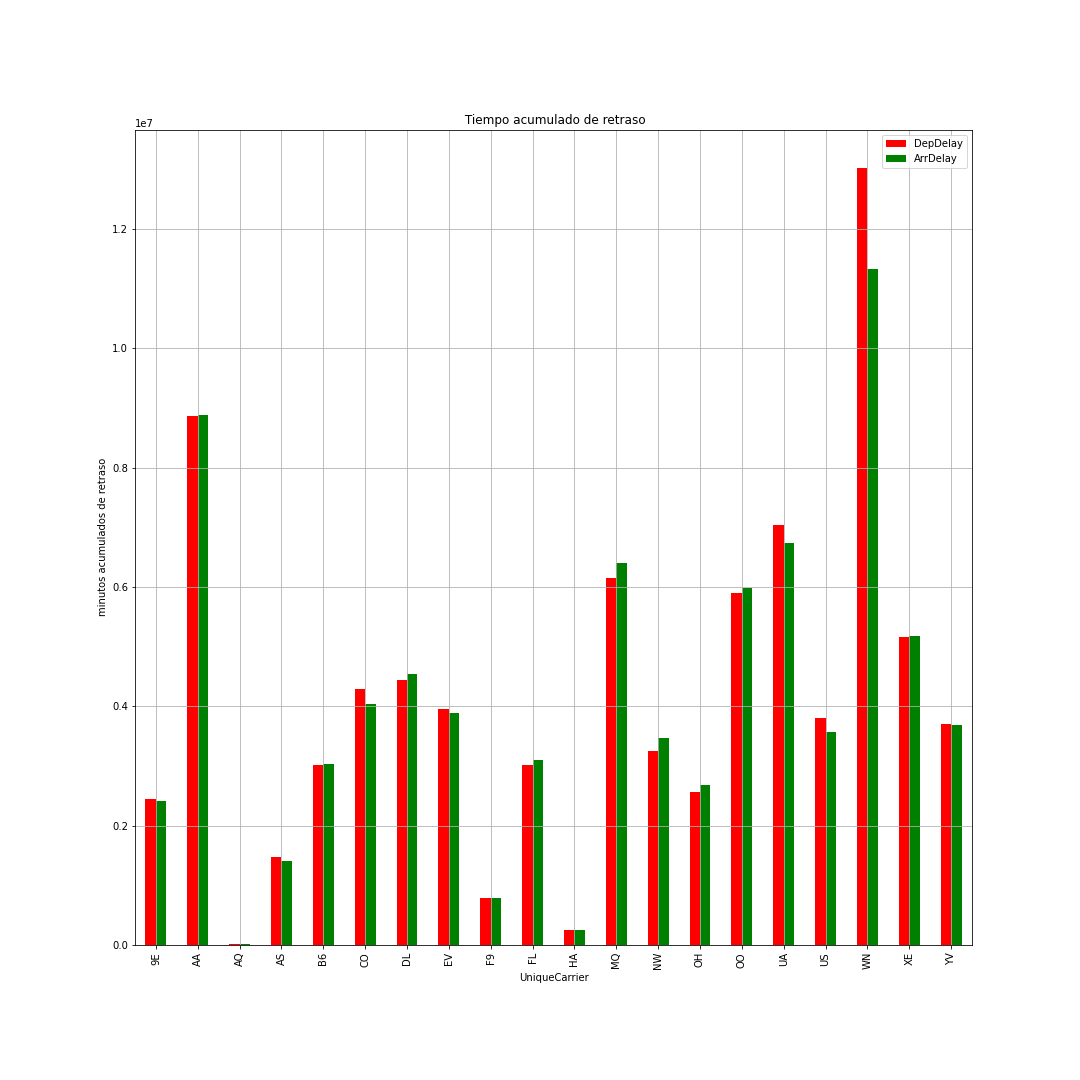 Tiempo acumulado de retraso
1e7
DepDelay
ArrDelay
1.2
1.0
0.8
0.6
0.4
0.2
0.0
minutos acumulados de retraso
9E AA AQ AS B6 CO DL EV F9 FL HA MQ NW OH OO UA US WN XE YV
UniqueCarrier